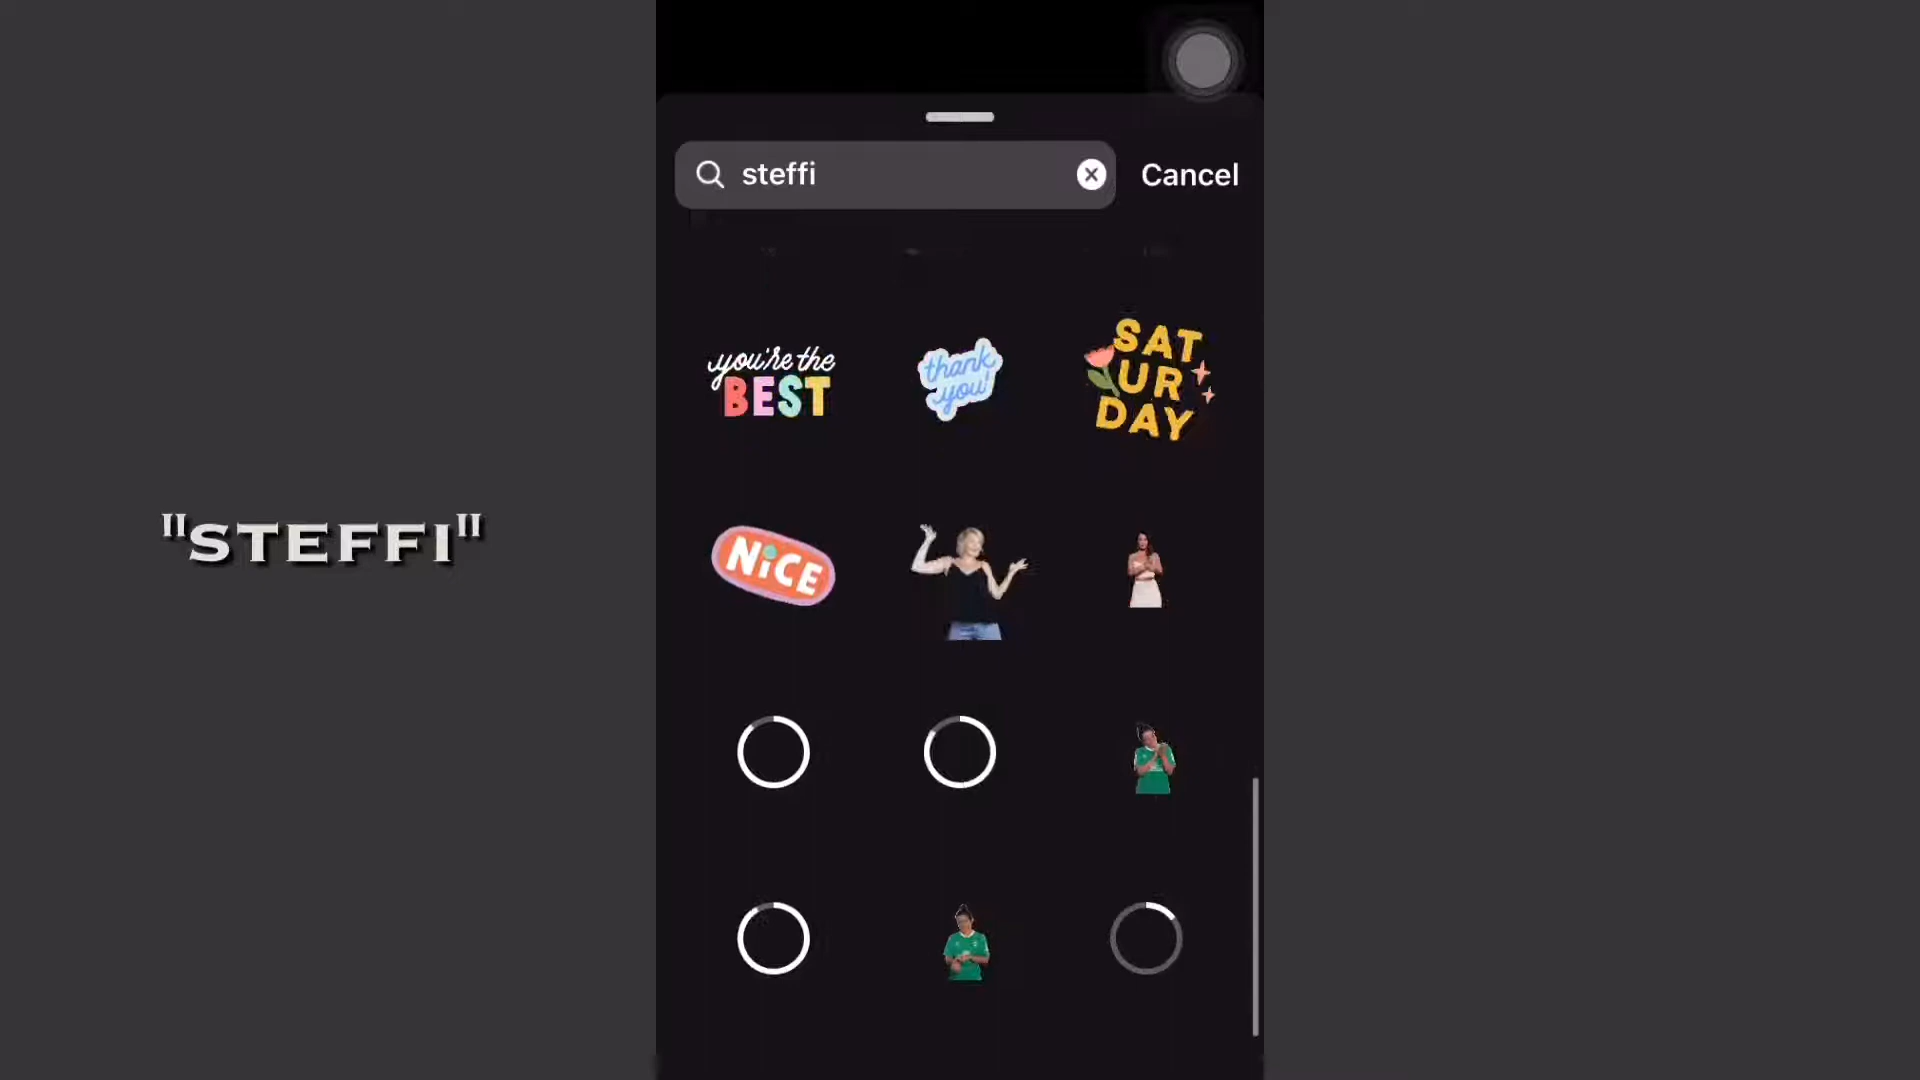 steffi
Cancel
you're the
BEST
thank
you!
SAT
UR
DAY
"STEFFI"
NiCE